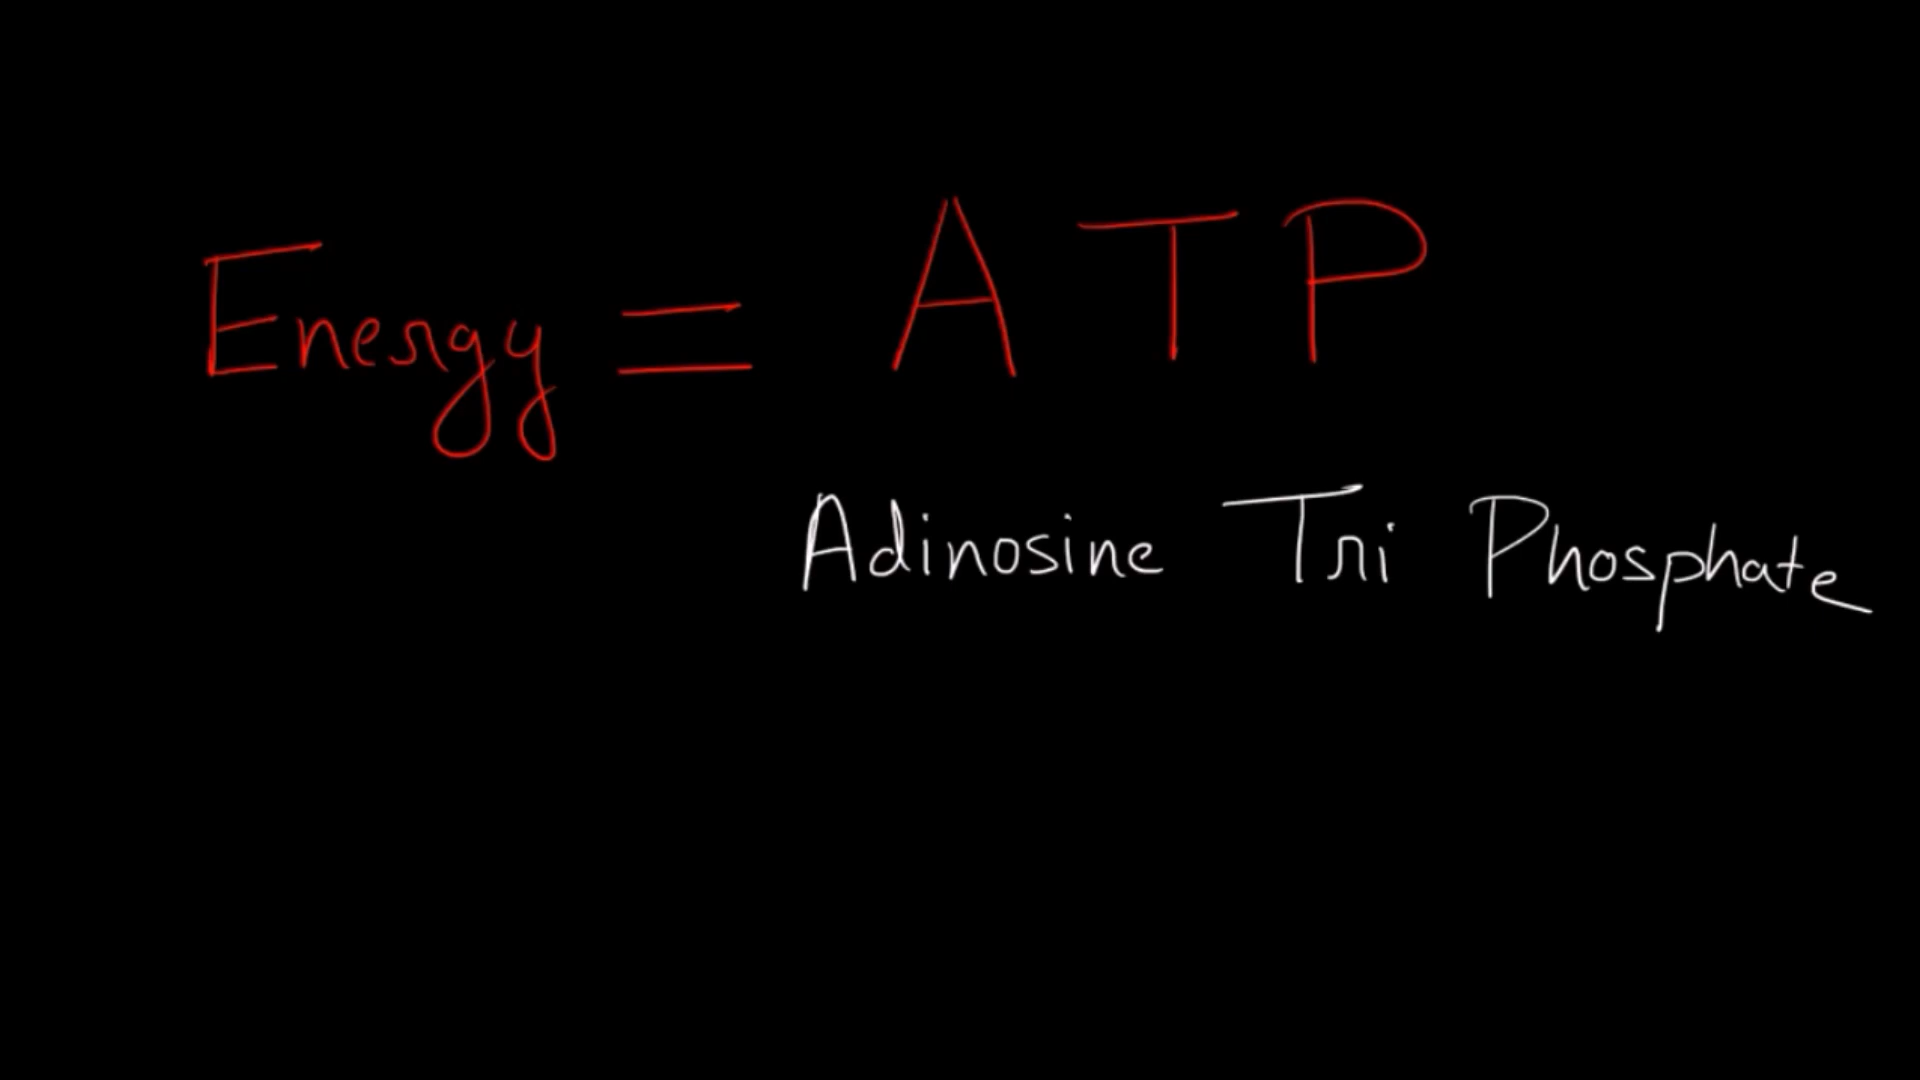 Energy = ATP
Adinosine Tri Phosphate